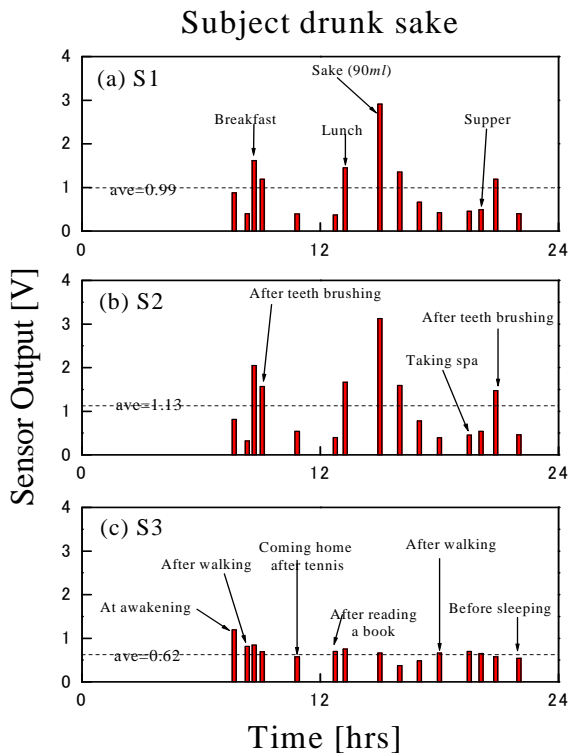 Subject drunk sake
Sensor Output [V]
4
(a) S1
Sake (90ml)
3
Breakfast
Lunch
Supper
2
1
ave=0.99
0
0
12
24
4
(b) S2
After teeth brushing
3
After teeth brushing
2
Taking spa
ave=1.13
1
0
0
12
24
4
(c) S3
3
After walking
Coming home
after tennis
After walking
2
At awakening
After reading
a book
Before sleeping
1
ave=0.62
0
0
12
24
Time [hrs]